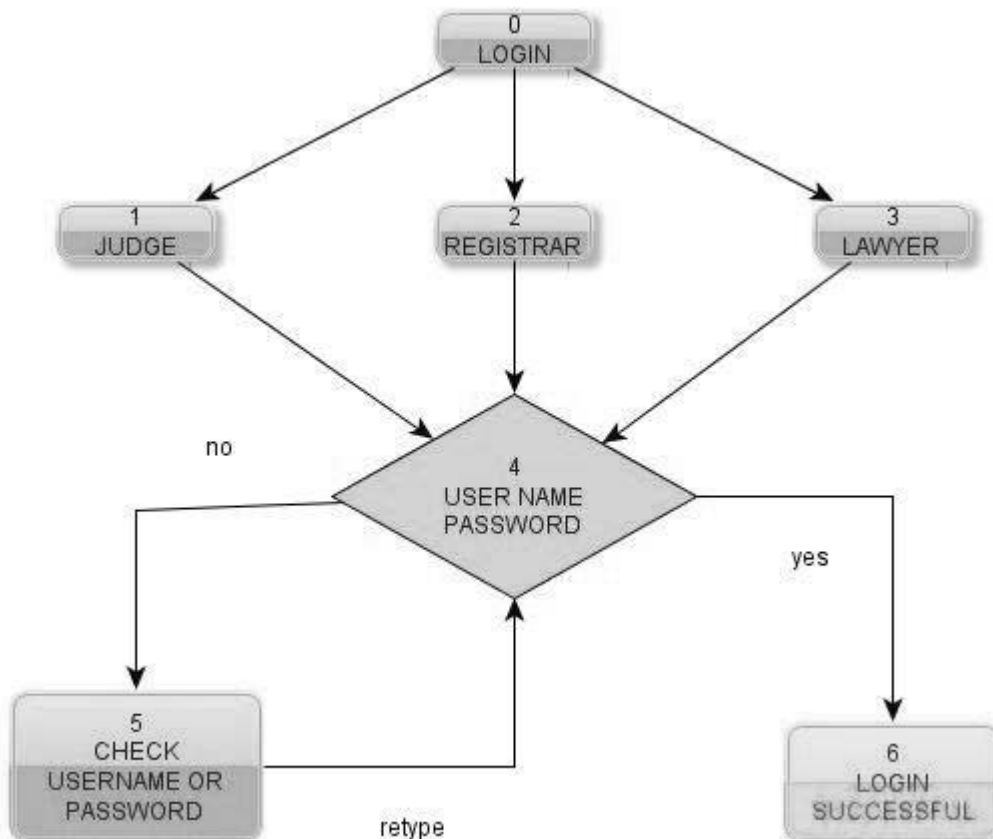 0
LOGIN
1
JUDGE
2
REGISTRAR
3
LAWYER
no
4
USER NAME
PASSWORD
yes
5
CHECK
USERNAME OR
PASSWORD
6
LOGIN
SUCCESSFUL
retype